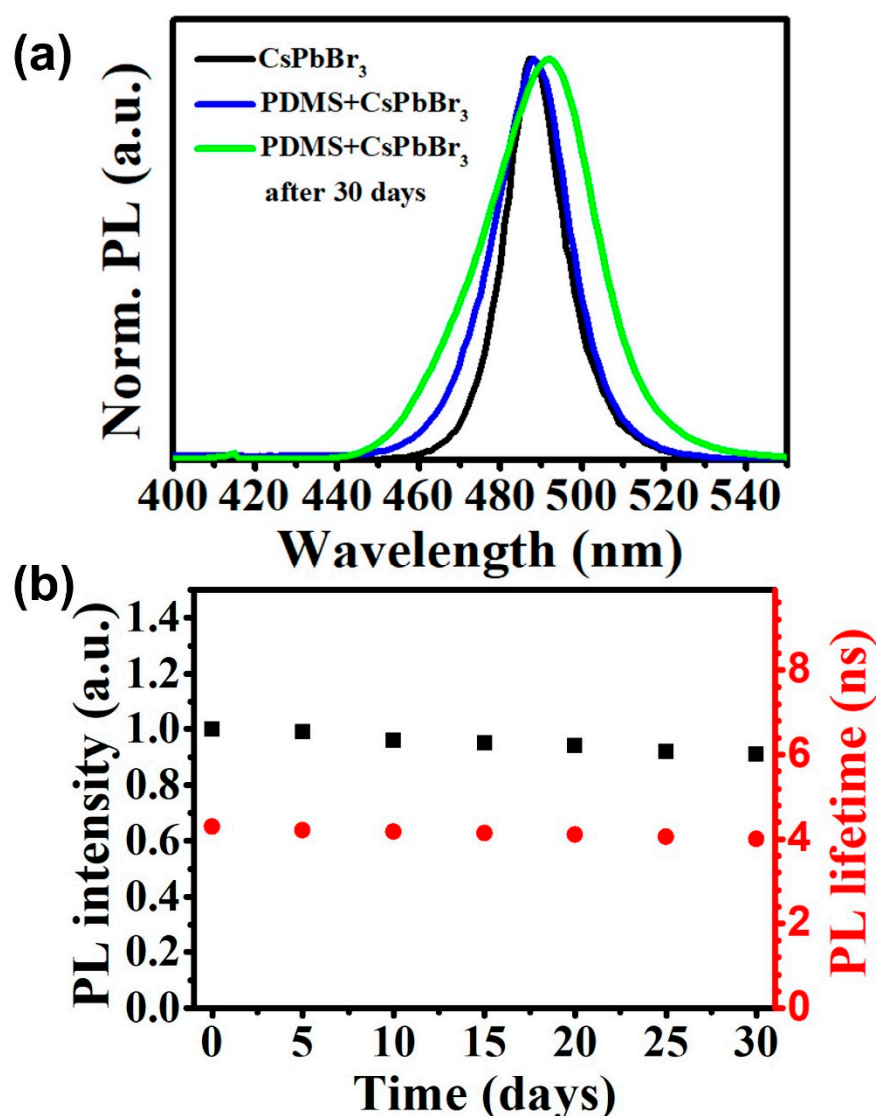 (a)
CsPbBr₃
PDMS+CsPbBr₃
PDMS+CsPbBr₃
after 30 days
Norm. PL (a.u.)
400 420 440 460 480 500 520 540
Wavelength (nm)
(b)
1.4
1.2
1.0
0.8
0.6
0.4
0.2
0.0
PL intensity (a.u.)
8
6
4
2
0
PL lifetime (ns)
0 5 10 15 20 25 30
Time (days)